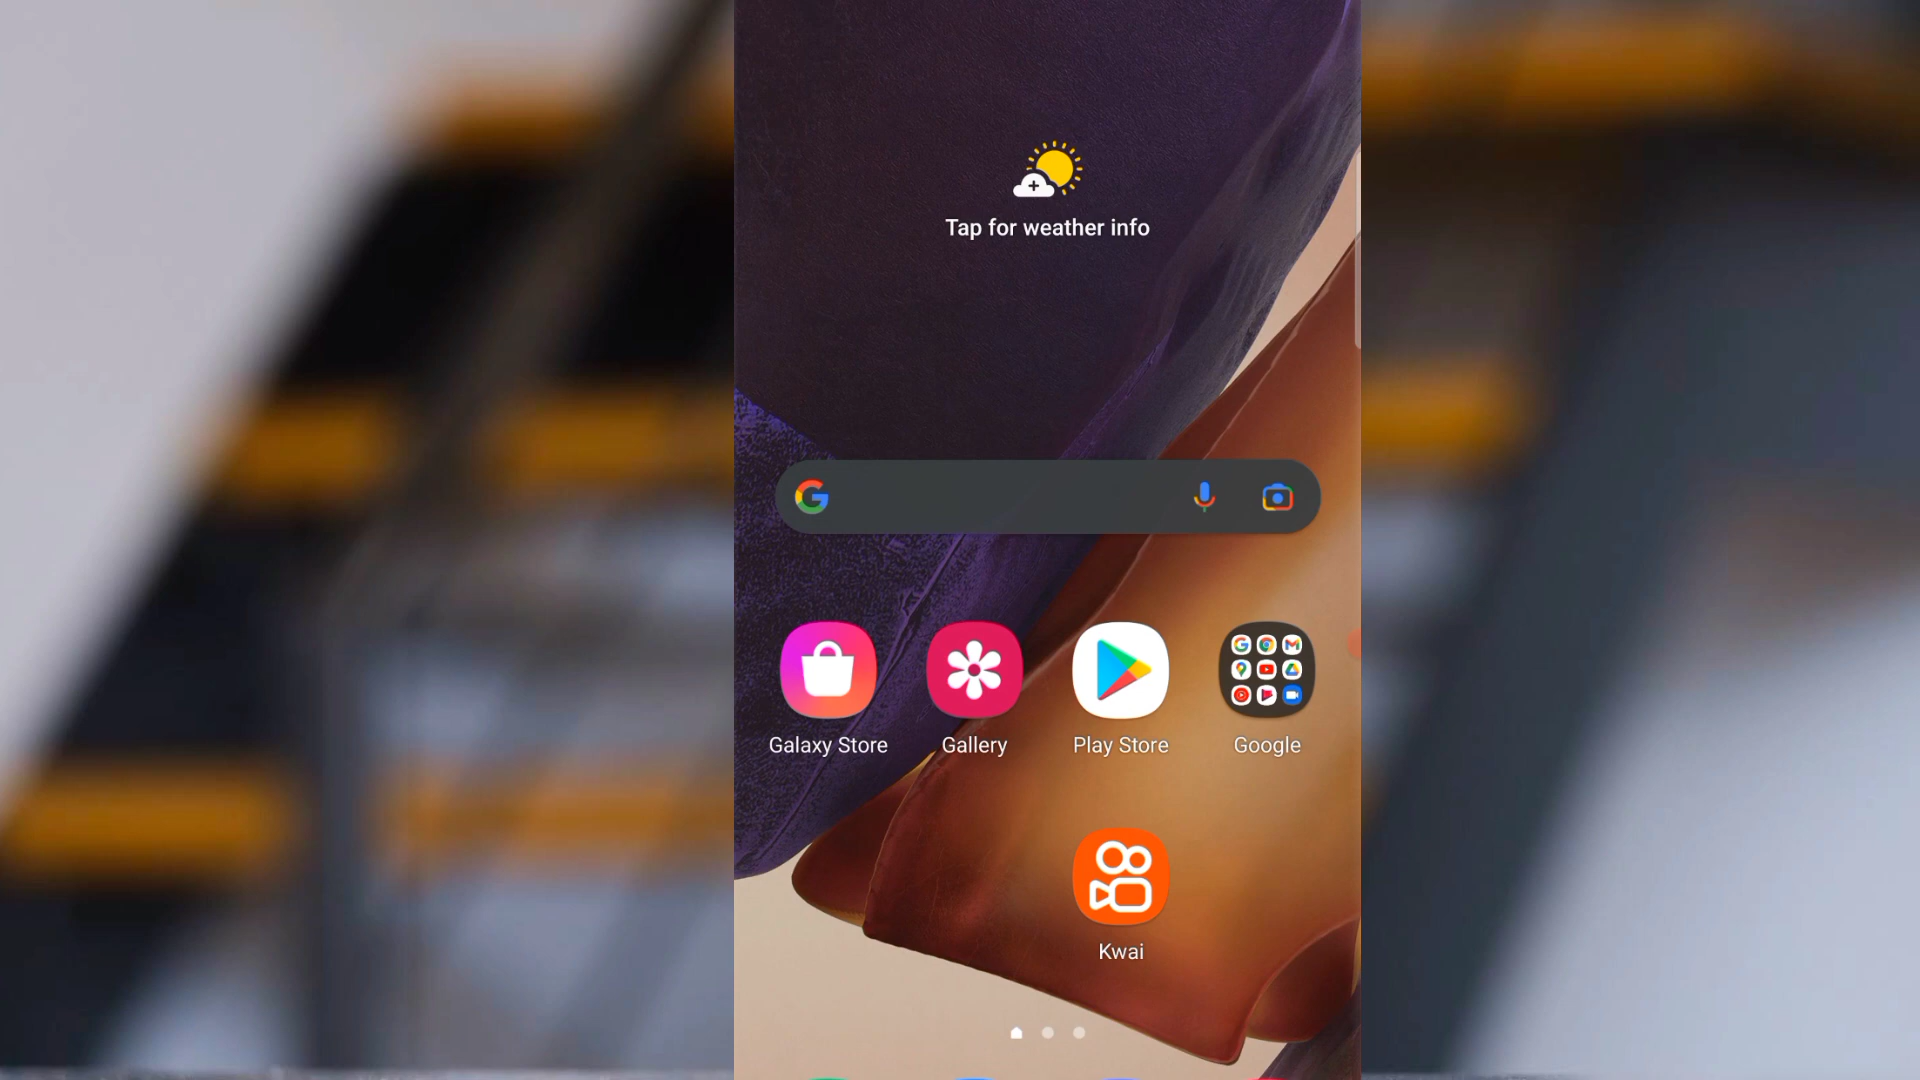 Tap for weather info
Galaxy Store
Gallery
Play Store
Google
Kwai